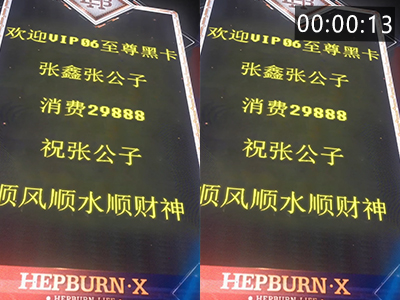 欢迎VIP06至尊黑卡
张鑫张公子
消费29888
祝张公子
顺风顺水顺财神
HEPBURN·X
欢迎VIP06至尊黑卡
张鑫张公子
消费29888
祝张公子
顺风顺水顺财神
HEPBURN·X
00:00:13